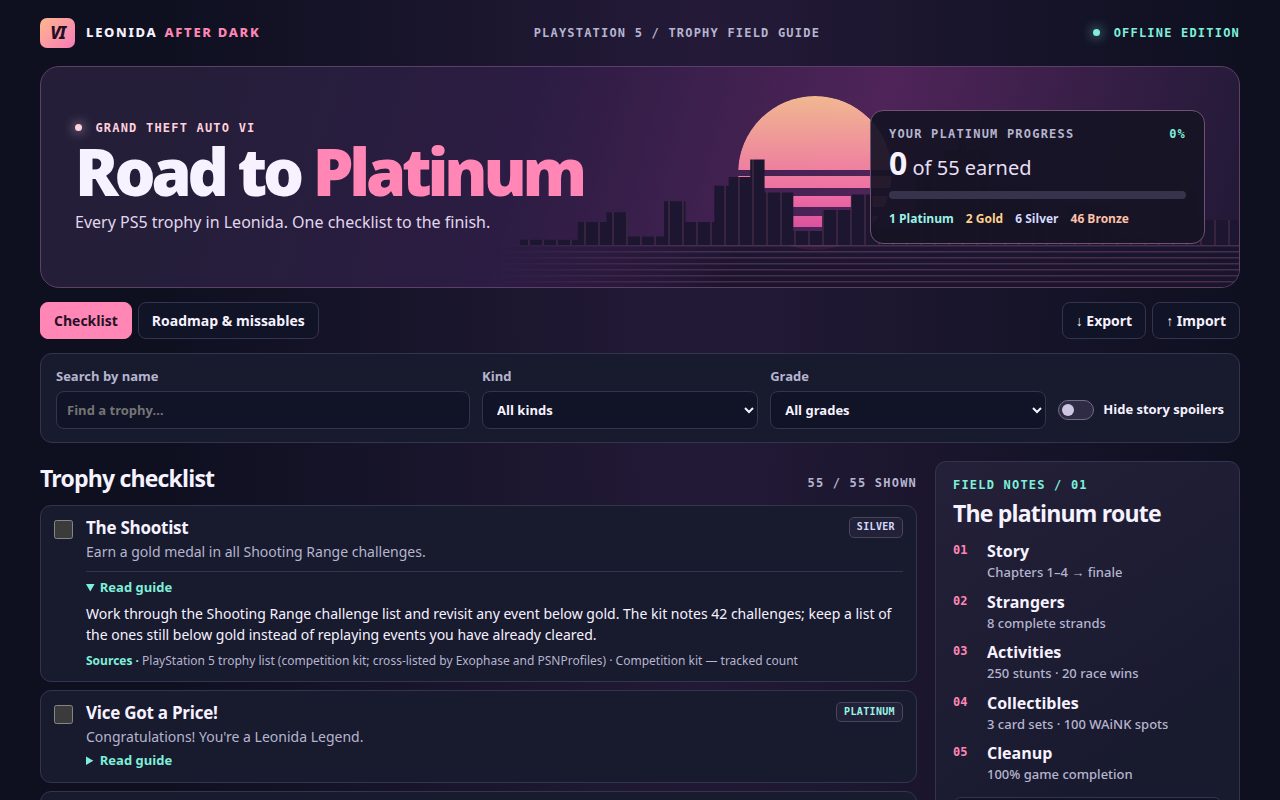 VI LEONIDA AFTER DARK
PLAYSTATION 5 / TROPHY FIELD GUIDE
OFFLINE EDITION
GRAND THEFT AUTO VI
Road to Platinum
Every PS5 trophy in Leonida. One checklist to the finish.
YOUR PLATINUM PROGRESS 0%
0 of 55 earned
1 Platinum 2 Gold 6 Silver 46 Bronze
Checklist
Roadmap & missables
↓ Export
↑ Import
Search by name
Find a trophy...
Kind
All kinds
Grade
All grades
Hide story spoilers
Trophy checklist
55 / 55 SHOWN
The Shootist
SILVER
Earn a gold medal in all Shooting Range challenges.
▼ Read guide
Work through the Shooting Range challenge list and revisit any event below gold. The kit notes 42 challenges; keep a list of
the ones still below gold instead of replaying events you have already cleared.
Sources · PlayStation 5 trophy list (competition kit; cross-listed by Exophase and PSNProfiles) · Competition kit — tracked count
Vice Got a Price!
PLATINUM
Congratulations! You're a Leonida Legend.
▶ Read guide
FIELD NOTES / 01
The platinum route
01 Story
Chapters 1–4 → finale
02 Strangers
8 complete strands
03 Activities
250 stunts · 20 race wins
04 Collectibles
3 card sets · 100 WAiNK spots
05 Cleanup
100% game completion